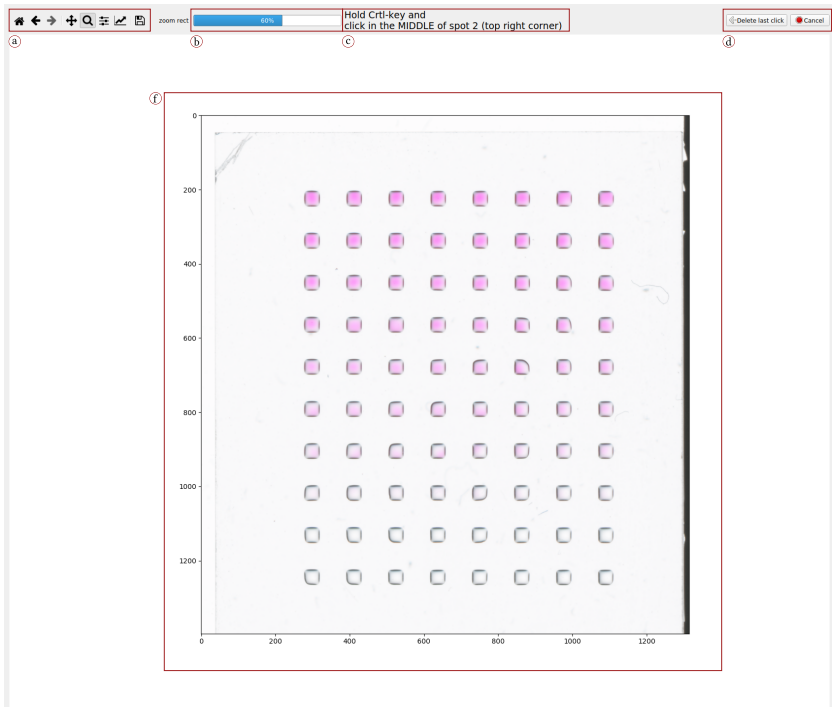 zoom rect
60%
Hold Crtl-key and
click in the MIDDLE of spot 2 (top right corner)
Delete last click
Cancel
a
b
c
d
f
0
200
400
600
800
1000
1200
0
200
400
600
800
1000
1200